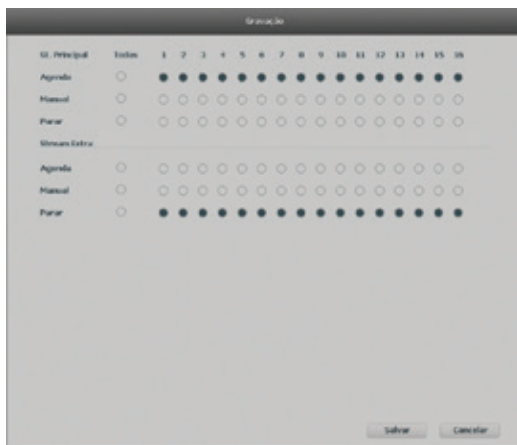 Gravação
St. Principal Todos 1 2 3 4 5 6 7 8 9 10 11 12 13 14 15 16
Agenda
Manual
Parar
Stream Extra
Agenda
Manual
Parar
Salvar Cancelar